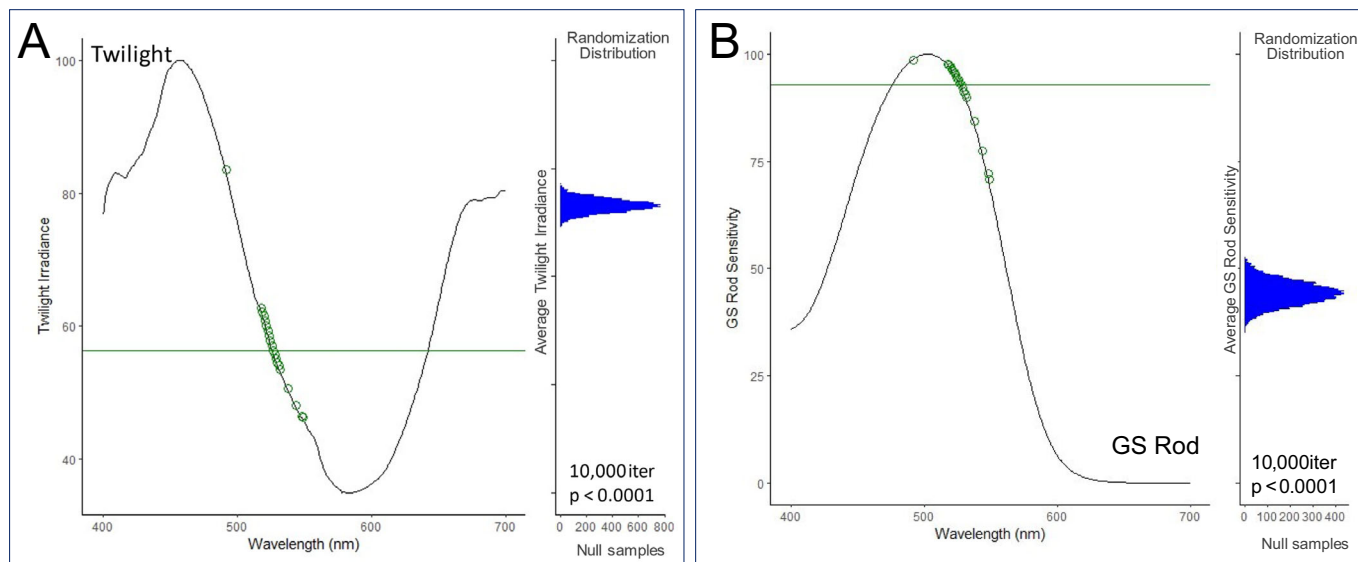 A
Twilight
Twilight Irradiance
100
80
60
40
400
500
600
700
Wavelength (nm)
Randomization
Distribution
Average Twilight Irradiance
10,000iter
p < 0.0001
0 200 400 600 800
Null samples
B
GS Rod Sensitivity
100
75
50
25
0
GS Rod
400
500
600
700
Wavelength (nm)
Randomization
Distribution
Average GS Rod Sensitivity
10,000iter
p < 0.0001
0 100 200 300 400
Null samples